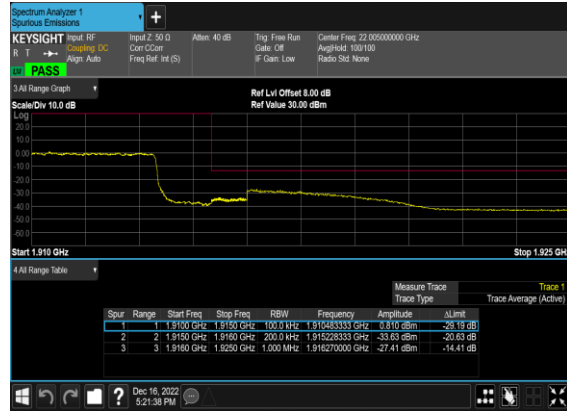 Spectrum Analyzer 1
Spurious Emissions
KEYSIGHT Input: RF Input Z: 50 Ω Atten: 40 dB Trig: Free Run Center Freq: 22.005000000 GHz
R T Coupling: DC Corr CCorr Gate: Off Avg|Hold: 100/100
Align: Auto Freq Ref: Int (S) IF Gain: Low Radio Std: None
PASS
3 All Range Graph
Ref Lvl Offset 8.00 dB
Scale/Div 10.0 dB Ref Value 30.00 dBm
Log
20.0
10.0
0.00
-10.0
-20.0
-30.0
-40.0
-50.0
-60.0
Start 1.910 GHz Stop 1.925 GH
4 All Range Table
Measure Trace Trace 1
Trace Type Trace Average (Active)
Spur Range Start Freq Stop Freq RBW Frequency Amplitude ΔLimit
1 1 1.9100 GHz 1.9150 GHz 100.0 kHz 1.910483333 GHz 0.810 dBm -29.19 dB
2 2 1.9150 GHz 1.9160 GHz 100.0 kHz 1.915228333 GHz -33.63 dBm -20.63 dB
3 3 1.9160 GHz 1.9250 GHz 1.000 MHz 1.916270000 GHz -27.41 dBm -14.41 dB
? Dec 16, 2022
5:21:38 PM